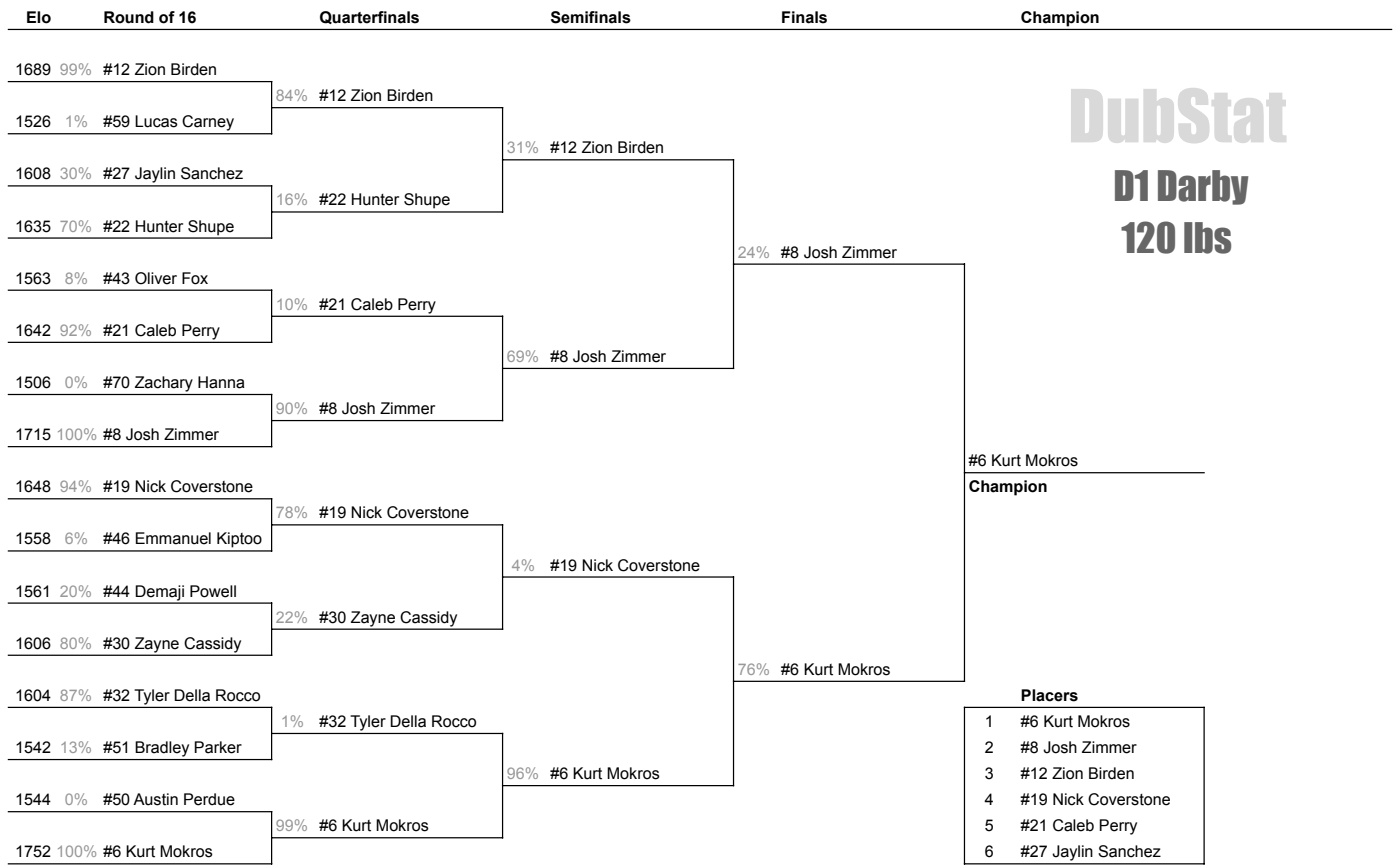 Elo Round of 16 Quarterfinals Semifinals Finals Champion
1689 99% #12 Zion Birden
84% #12 Zion Birden
1526 1% #59 Lucas Carney
31% #12 Zion Birden
1608 30% #27 Jaylin Sanchez
16% #22 Hunter Shupe
1635 70% #22 Hunter Shupe
24% #8 Josh Zimmer
1563 8% #43 Oliver Fox
10% #21 Caleb Perry
1642 92% #21 Caleb Perry
69% #8 Josh Zimmer
1506 0% #70 Zachary Hanna
90% #8 Josh Zimmer
1715 100% #8 Josh Zimmer
#6 Kurt Mokros
Champion
1648 94% #19 Nick Coverstone
78% #19 Nick Coverstone
1558 6% #46 Emmanuel Kiptoo
4% #19 Nick Coverstone
1561 20% #44 Demaji Powell
22% #30 Zayne Cassidy
1606 80% #30 Zayne Cassidy
76% #6 Kurt Mokros
1604 87% #32 Tyler Della Rocco
1% #32 Tyler Della Rocco
1542 13% #51 Bradley Parker
96% #6 Kurt Mokros
1544 0% #50 Austin Perdue
99% #6 Kurt Mokros
1752 100% #6 Kurt Mokros
DubStat
D1 Darby
120 lbs
Placers
1 #6 Kurt Mokros
2 #8 Josh Zimmer
3 #12 Zion Birden
4 #19 Nick Coverstone
5 #21 Caleb Perry
6 #27 Jaylin Sanchez